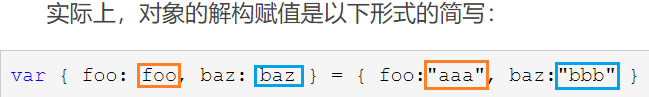 实际上，对象的解构赋值是以下形式的简写：
var { foo: foo, baz: baz } = { foo:"aaa", baz:"bbb" }